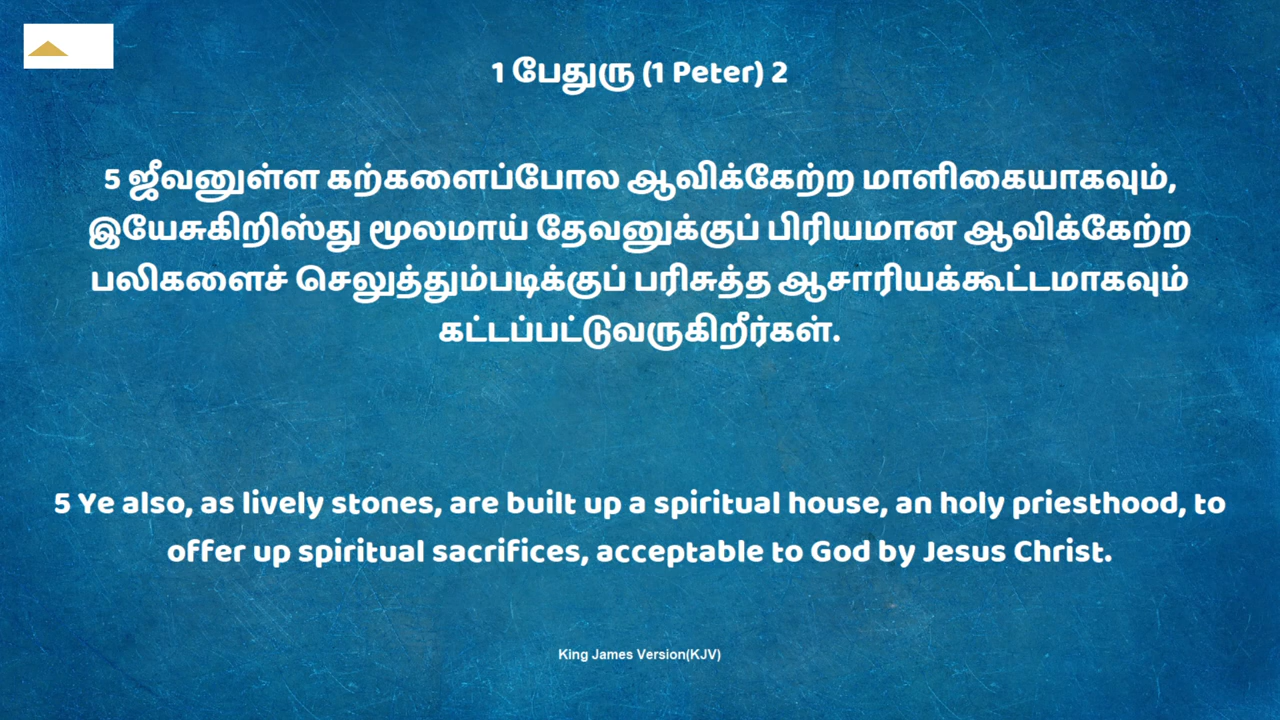 1 பேதுரு (1 Peter) 2
5 ஜீவனுள்ள கற்களைப்போல ஆவிக்கேற்ற மாளிகையாகவும்,
இயேசுகிறிஸ்து மூலமாய் தேவனுக்குப் பிரியமான ஆவிக்கேற்ற
பலிகளைச் செலுத்தும்படிக்குப் பரிசுத்த ஆசாரியக்கூட்டமாகவும்
கட்டப்பட்டுவருகிறீர்கள்.
5 Ye also, as lively stones, are built up a spiritual house, an holy priesthood, to
offer up spiritual sacrifices, acceptable to God by Jesus Christ.
King James Version(KJV)